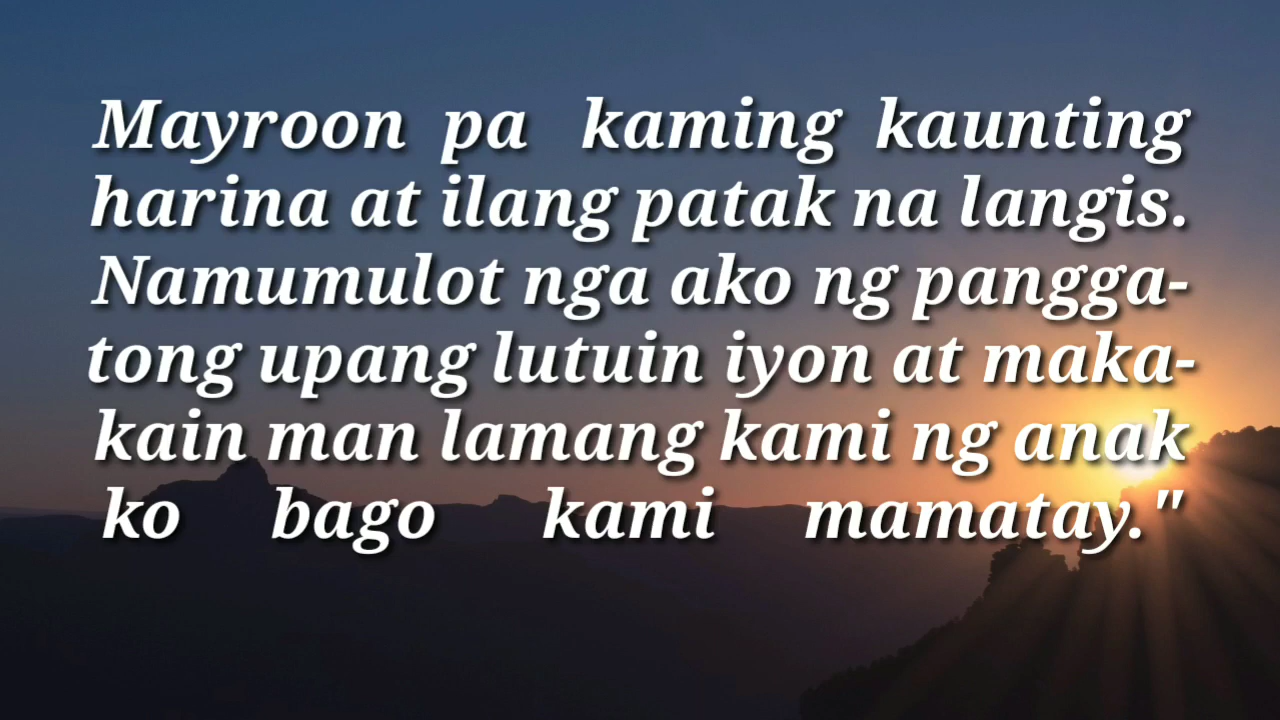 Mayroon pa kaming kaunting
harina at ilang patak na langis.
Namumulot nga ako ng pangga-
tong upang lutuin iyon at maka-
kain man lamang kami ng anak
ko bago kami mamatay."